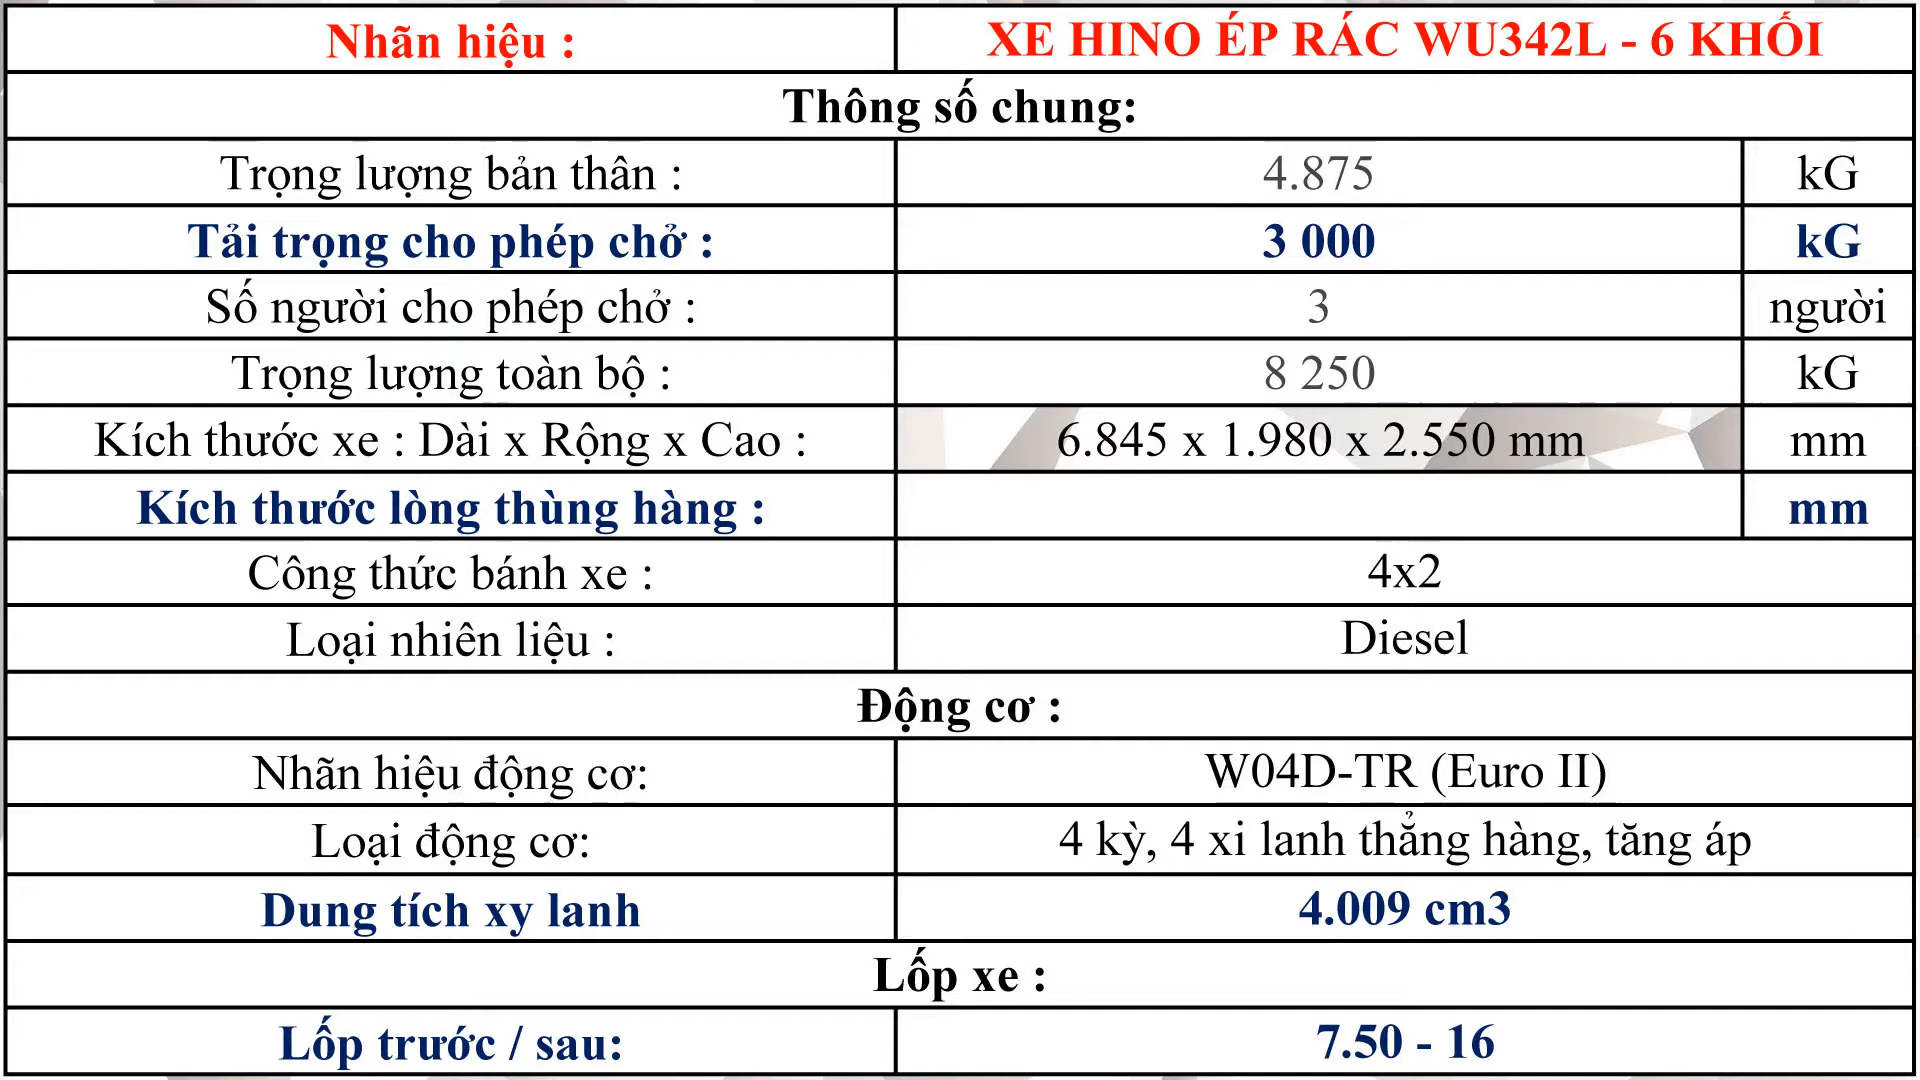 Nhãn hiệu : XE HINO ÉP RÁC WU342L - 6 KHỐI
Thông số chung:
Trọng lượng bản thân : 4.875 kG
Tải trọng cho phép chở : 3 000 kG
Số người cho phép chở : 3 người
Trọng lượng toàn bộ : 8 250 kG
Kích thước xe : Dài x Rộng x Cao : 6.845 x 1.980 x 2.550 mm mm
Kích thước lòng thùng hàng : mm
Công thức bánh xe : 4x2
Loại nhiên liệu : Diesel
Động cơ :
Nhãn hiệu động cơ: W04D-TR (Euro II)
Loại động cơ: 4 kỳ, 4 xi lanh thẳng hàng, tăng áp
Dung tích xy lanh 4.009 cm3
Lốp xe :
Lốp trước / sau: 7.50 - 16